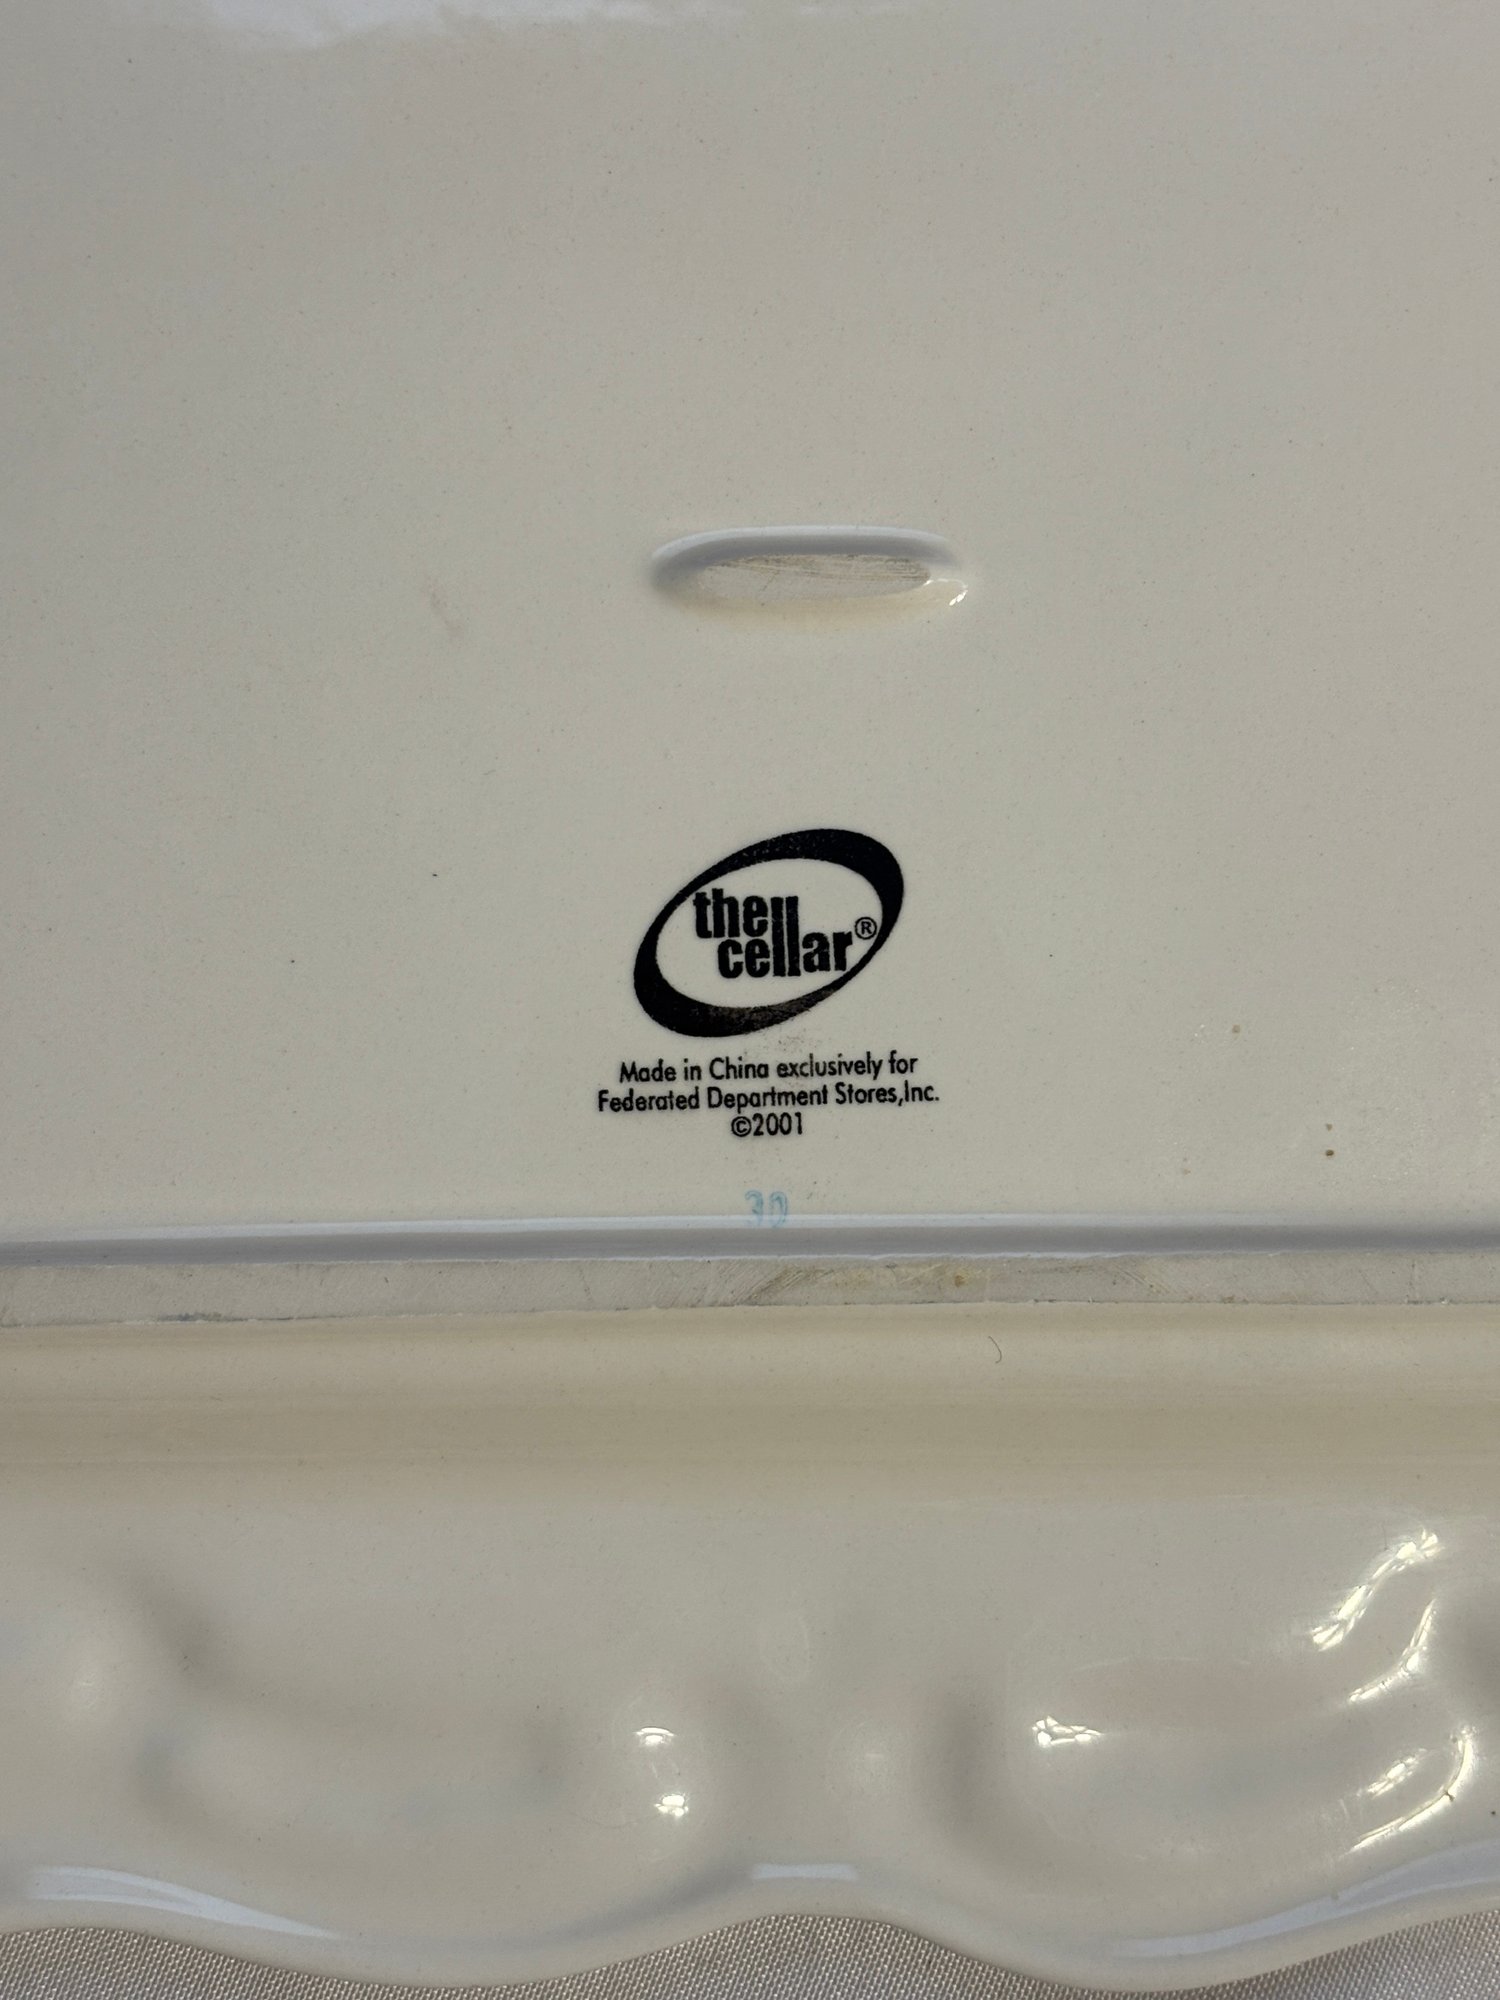 the
cellar®
Made in China exclusively for
Federated Department Stores,Inc.
©2001
30